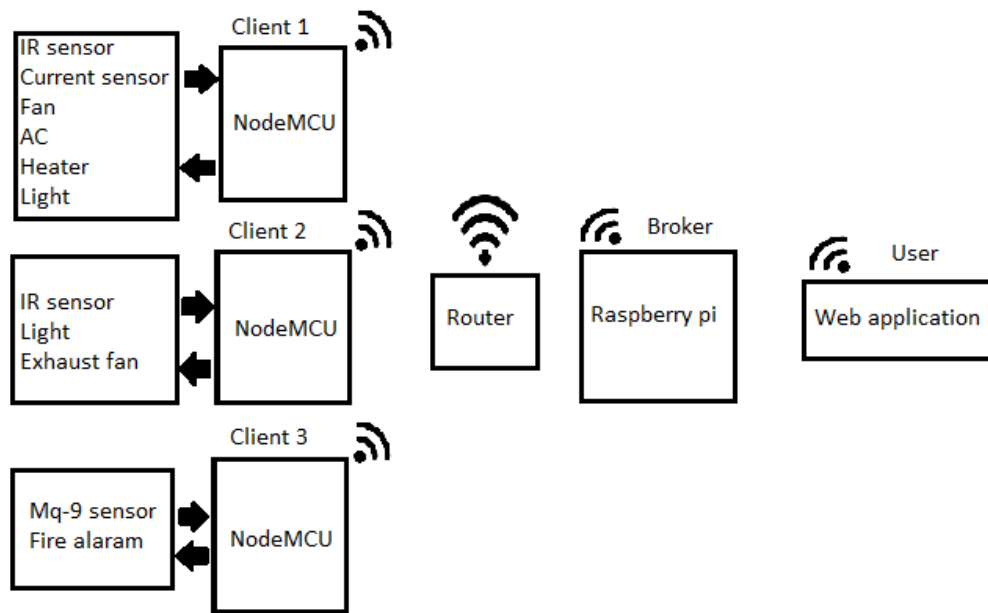 Client 1
IR sensor
Current sensor
Fan
AC
Heater
Light
NodeMCU
Client 2
IR sensor
Light
Exhaust fan
NodeMCU
Client 3
Mq-9 sensor
Fire alaram
NodeMCU
Router
Broker
Raspberry pi
User
Web application